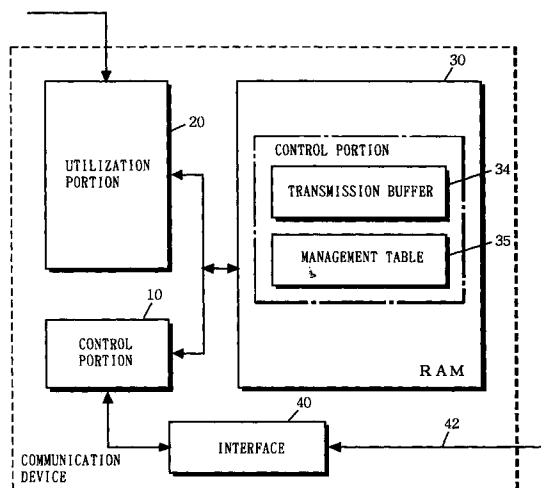 30
20
UTILIZATION
PORTION
CONTROL PORTION
34
TRANSMISSION BUFFER
35
MANAGEMENT TABLE
10
CONTROL
PORTION
RAM
40
INTERFACE
42
COMMUNICATION
DEVICE